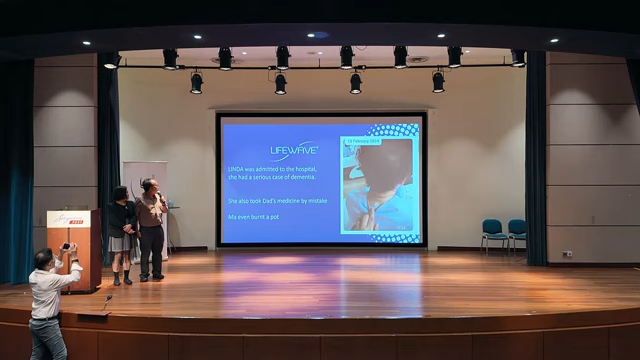 LIFEWAVE
LINDA was admitted to the hospital,
she had a serious case of dementia.
She also took Dad's medicine by mistake
Ma even burnt a pot